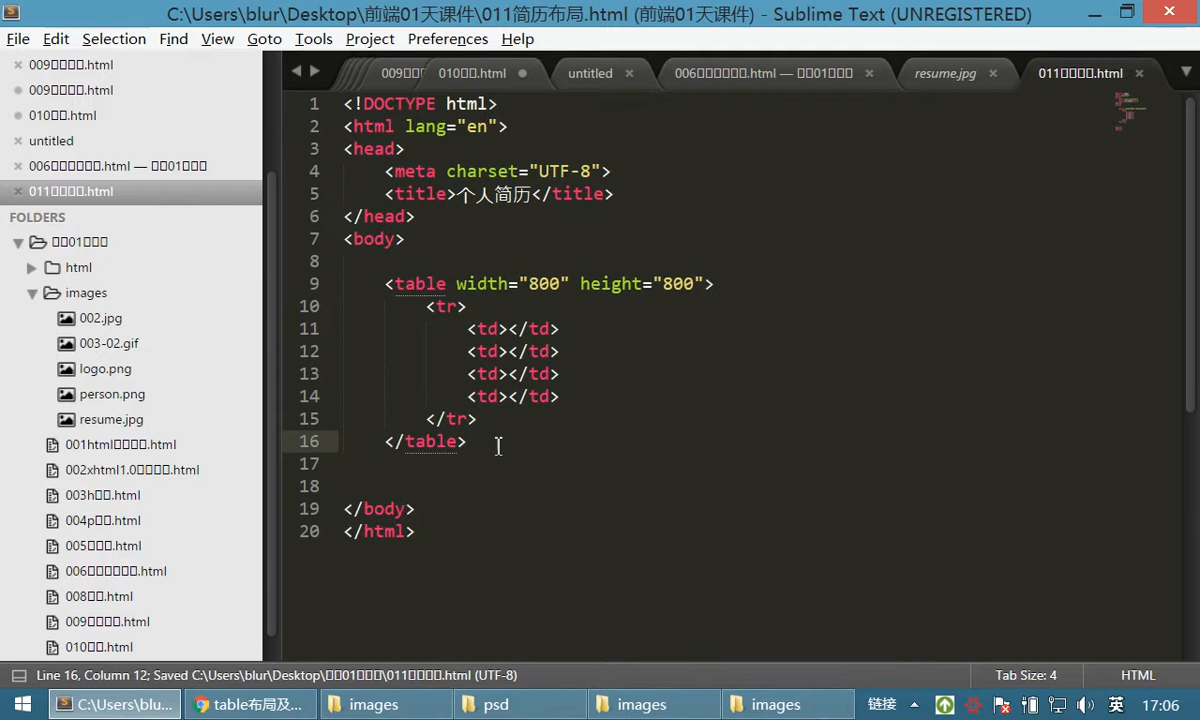 C:\Users\blur\Desktop\前端01天课件\011简历布局.html (前端01天课件) - Sublime Text (UNREGISTERED)
File Edit Selection Find View Goto Tools Project Preferences Help
009□□□□.html
009□□□□.html
010□□.html
untitled
006□□□□□□.html — □□01□□□
011□□□□.html
FOLDERS
□□01□□□
html
images
002.jpg
003-02.gif
logo.png
person.png
resume.jpg
001html□□□□.html
002xhtml1.0□□□□.html
003h□□.html
004p□□.html
005□□□.html
006□□□□□□.html
008□□.html
009□□□□.html
010□□.html
009□□ 010□□.html untitled 006□□□□□□.html — □□01□□□ resume.jpg 011□□□□.html
1 <!DOCTYPE html>
2 <html lang="en">
3 <head>
4 <meta charset="UTF-8">
5 <title>个人简历</title>
6 </head>
7 <body>
8
9 <table width="800" height="800">
10 <tr>
11 <td></td>
12 <td></td>
13 <td></td>
14 <td></td>
15 </tr>
16 </table>
17
18
19 </body>
20 </html>
Line 16, Column 12; Saved C:\Users\blur\Desktop\□□01□□□\011□□□□.html (UTF-8) Tab Size: 4 HTML
C:\Users\blu... table布局及... images psd images images 链接 英 17:06